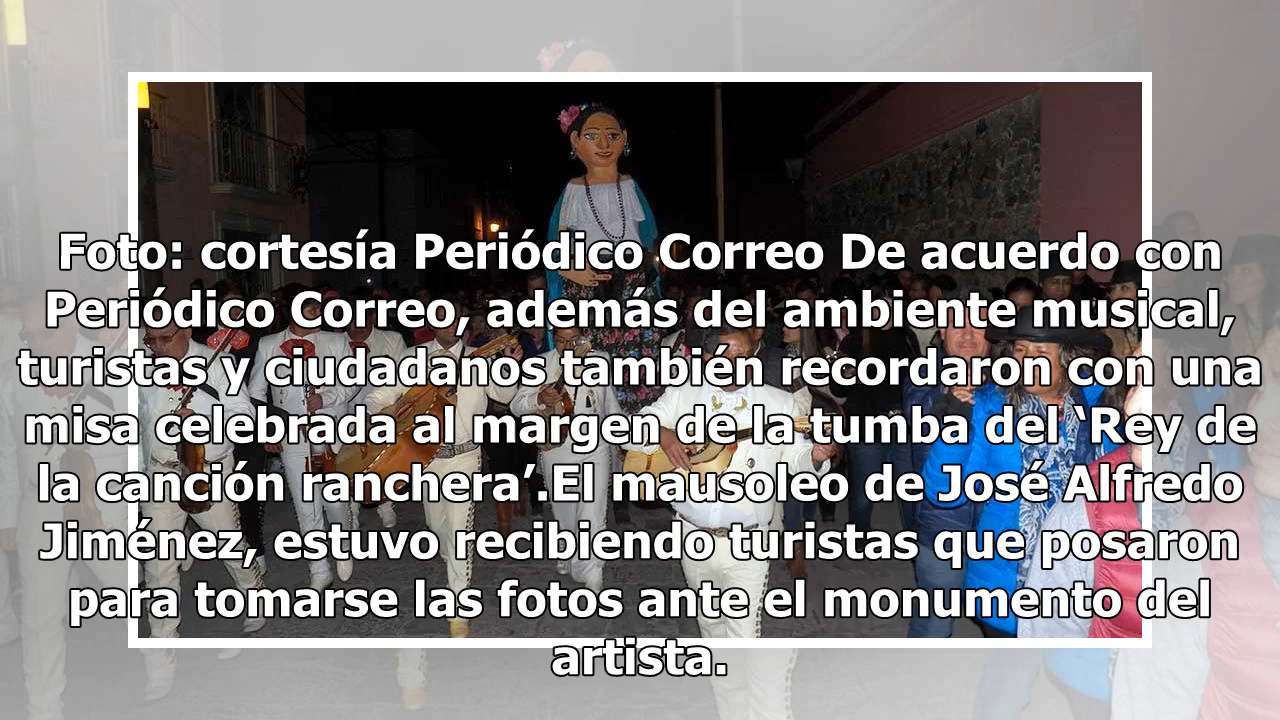 Foto: cortesía Periódico Correo De acuerdo con
Periódico Correo, además del ambiente musical,
turistas y ciudadanos también recordaron con una
misa celebrada al margen de la tumba del ‘Rey de
la canción ranchera’.El mausoleo de José Alfredo
Jiménez, estuvo recibiendo turistas que posaron
para tomarse las fotos ante el monumento del
artista.